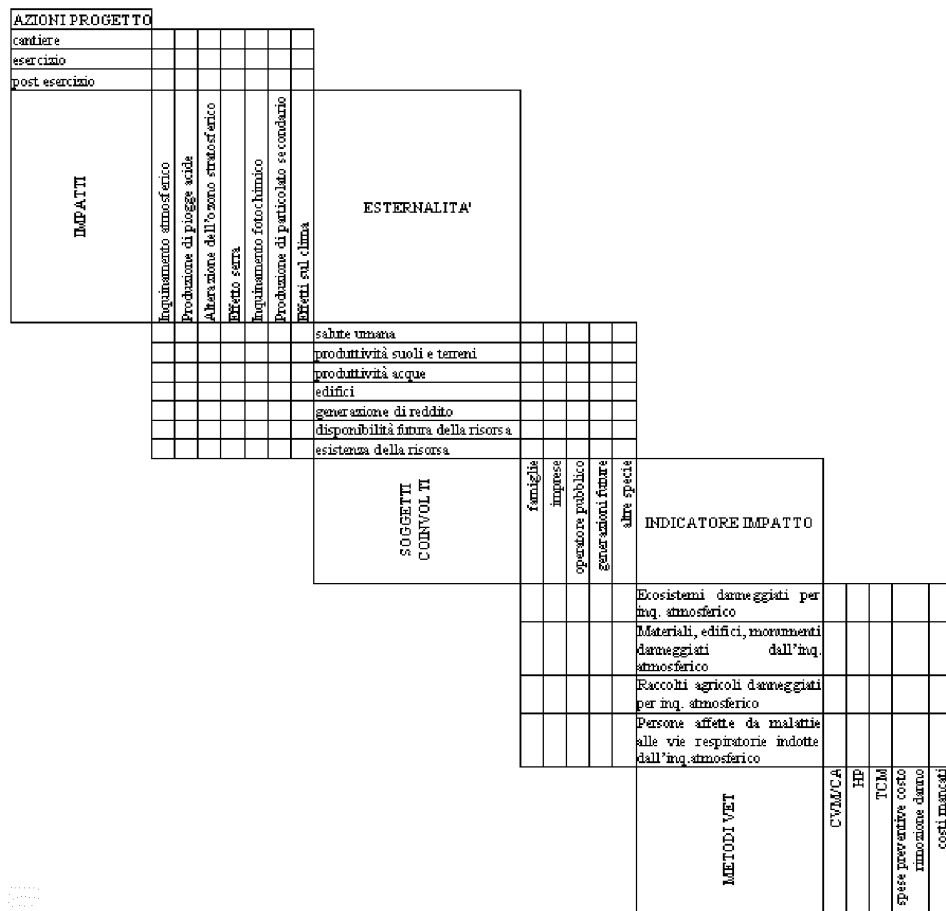 AZIONI PROGETTO
cantiere
esercizio
post esercizio
IMPATTI
Inquinamento atmosferico
Produzione di piogge acide
Alterazione dell'ozono stratosferico
Effetto serra
Inquinamento fotochimico
Produzione di particolato secondario
Effetti sul clima
ESTERNALITA'
salute umana
produttività suoli e terreni
produttività acque
edifici
generazione di reddito
disponibilità futura della risorsa
esistenza della risorsa
SOGGETTI
COINVOLTI
famiglie
imprese
operatore pubblico
generazioni future
altre specie
INDICATORE IMPATTO
Ecosistemi danneggiati per
inq. atmosferico
Materiali, edifici, monumenti
danneggiati dall'inq.
atmosferico
Raccolti agricoli danneggiati
per inq. atmosferico
Persone affette da malattie
alle vie respiratorie indotte
dall'inq.atmosferico
METODI VET
CVM/CA
HP
TCM
spese preventive costo
rimozione danno
costi mancati